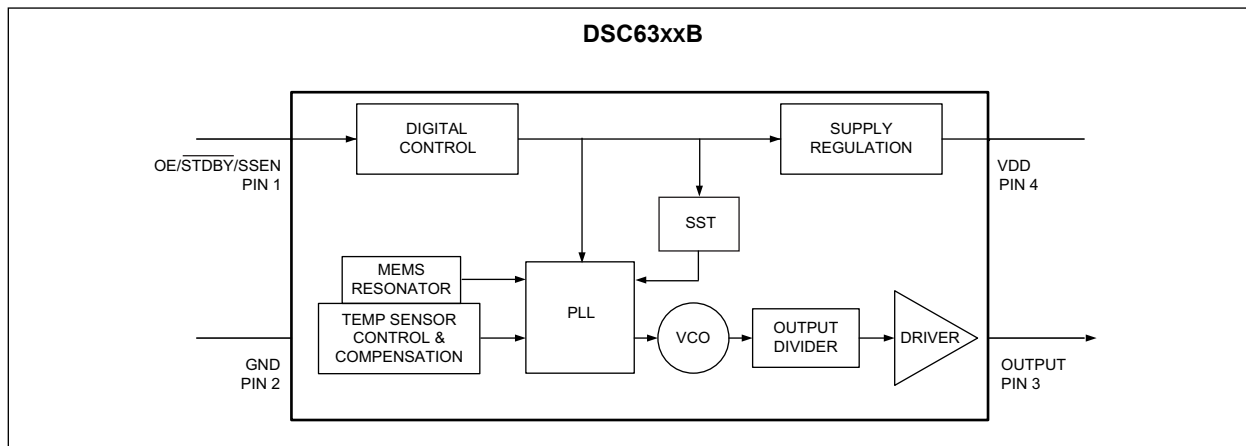 DSC63xxB
DIGITAL
CONTROL
SUPPLY
REGULATION
OE/STDBY/SSEN
PIN 1
VDD
PIN 4
SST
MEMS
RESONATOR
TEMP SENSOR
CONTROL &
COMPENSATION
PLL
VCO
OUTPUT
DIVIDER
DRIVER
GND
PIN 2
OUTPUT
PIN 3